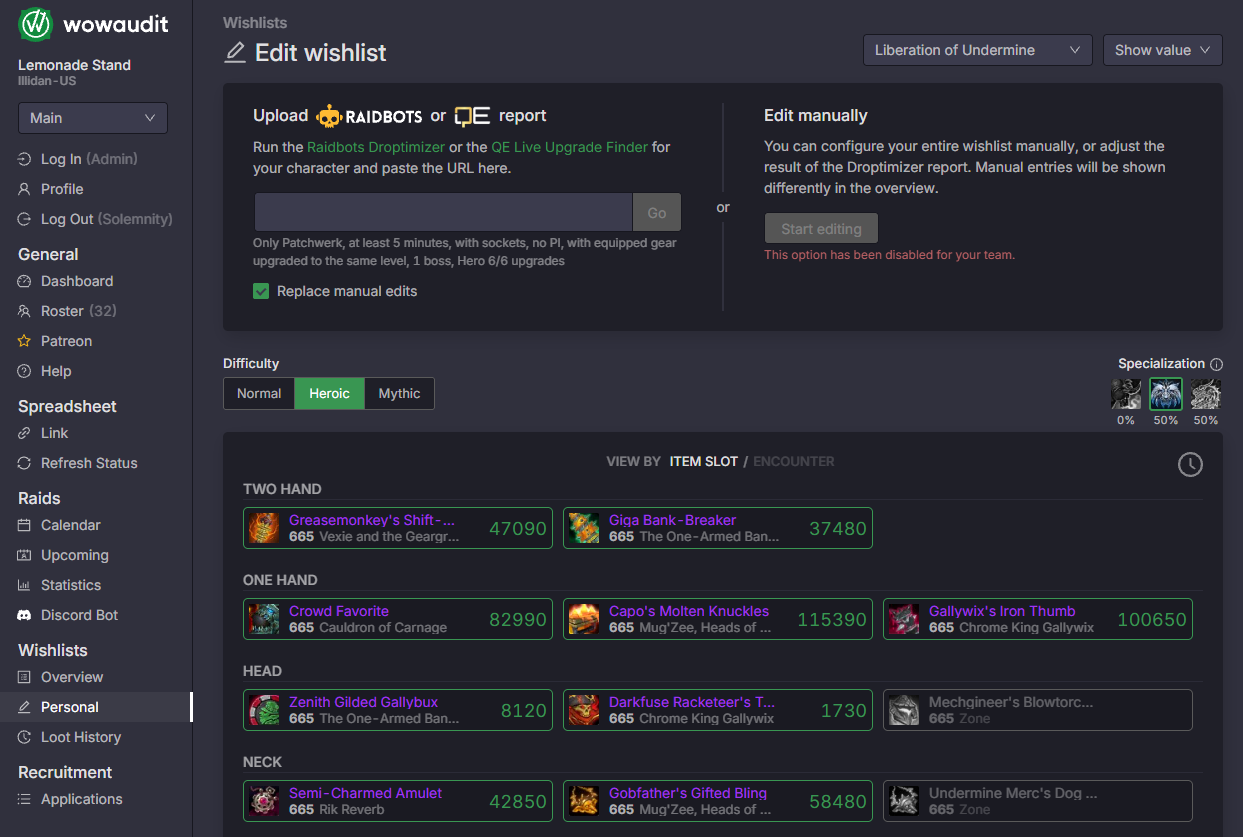 wowaudit
Lemonade Stand
Illidan-US
Main
Log In (Admin)
Profile
Log Out (Solemnity)
General
Dashboard
Roster (32)
Patreon
Help
Spreadsheet
Link
Refresh Status
Raids
Calendar
Upcoming
Statistics
Discord Bot
Wishlists
Overview
Personal
Loot History
Recruitment
Applications
Wishlists
Edit wishlist
Liberation of Undermine
Show value
Upload RAIDBOTS or QE report
Run the Raidbots Droptimizer or the QE Live Upgrade Finder for
your character and paste the URL here.
Go
Only Patchwerk, at least 5 minutes, with sockets, no PI, with equipped gear
upgraded to the same level, 1 boss, Hero 6/6 upgrades
Replace manual edits
or
Edit manually
You can configure your entire wishlist manually, or adjust the
result of the Droptimizer report. Manual entries will be shown
differently in the overview.
Start editing
This option has been disabled for your team.
Difficulty
Normal Heroic Mythic
Specialization
0% 50% 50%
VIEW BY ITEM SLOT / ENCOUNTER
TWO HAND
Greasemonkey's Shift-...
665 Vexie and the Geargr...
47090
Giga Bank-Breaker
665 The One-Armed Ban...
37480
ONE HAND
Crowd Favorite
665 Cauldron of Carnage
82990
Capo's Molten Knuckles
665 Mug'Zee, Heads of ...
115390
Gallywix's Iron Thumb
665 Chrome King Gallywix
100650
HEAD
Zenith Gilded Gallybux
665 The One-Armed Ban...
8120
Darkfuse Racketeer's T...
665 Chrome King Gallywix
1730
Mechgineer's Blowtorc...
665 Zone
NECK
Semi-Charmed Amulet
665 Rik Reverb
42850
Gobfather's Gifted Bling
665 Mug'Zee, Heads of ...
58480
Undermine Merc's Dog ...
665 Zone